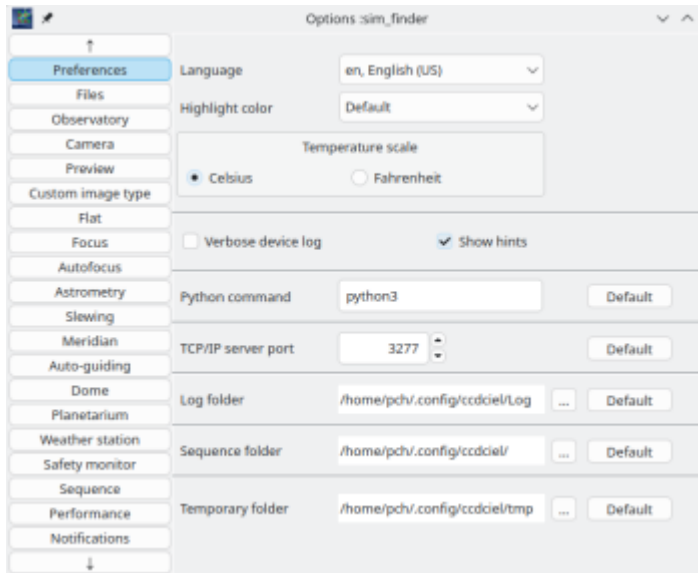 Options :sim_finder
↑
Preferences
Files
Observatory
Camera
Preview
Custom image type
Flat
Focus
Autofocus
Astrometry
Slewing
Meridian
Auto-guiding
Dome
Planetarium
Weather station
Safety monitor
Sequence
Performance
Notifications
↓
Language en, English (US)
Highlight color Default
Temperature scale
Celsius Fahrenheit
Verbose device log Show hints
Python command python3 Default
TCP/IP server port 3277 Default
Log folder /home/pch/.config/ccdciel/Log ... Default
Sequence folder /home/pch/.config/ccdciel/ ... Default
Temporary folder /home/pch/.config/ccdciel/tmp ... Default